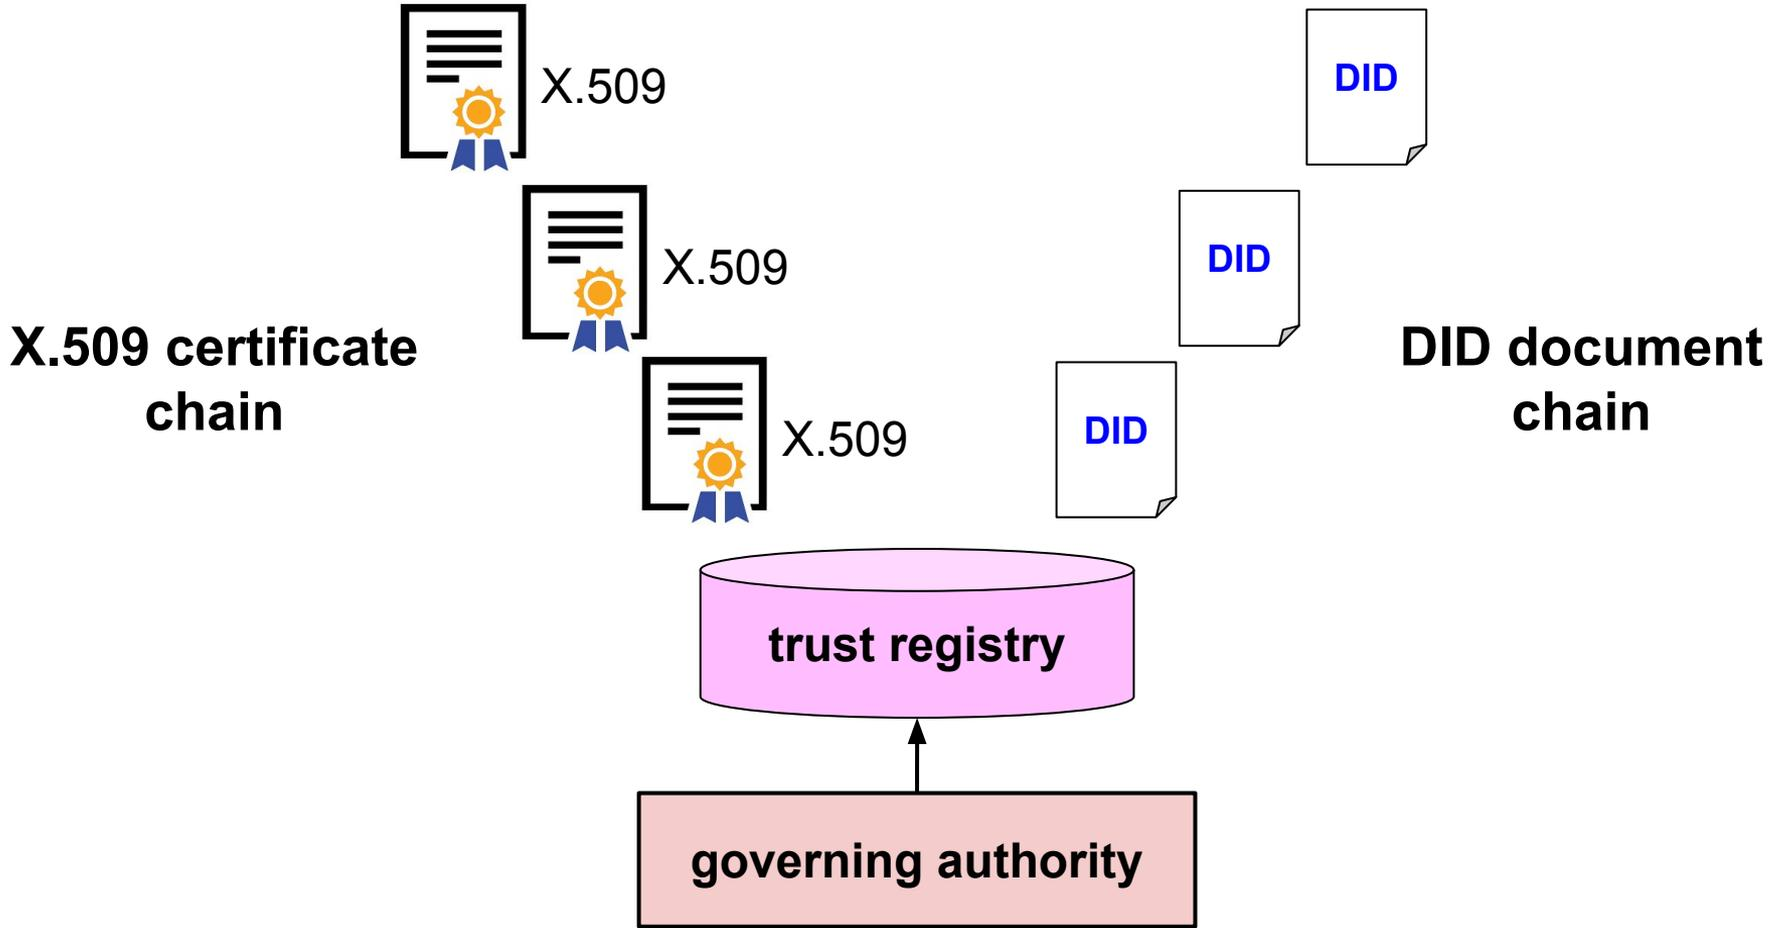 X.509
DID
X.509
DID
X.509 certificate
chain
DID document
chain
X.509
DID
trust registry
governing authority